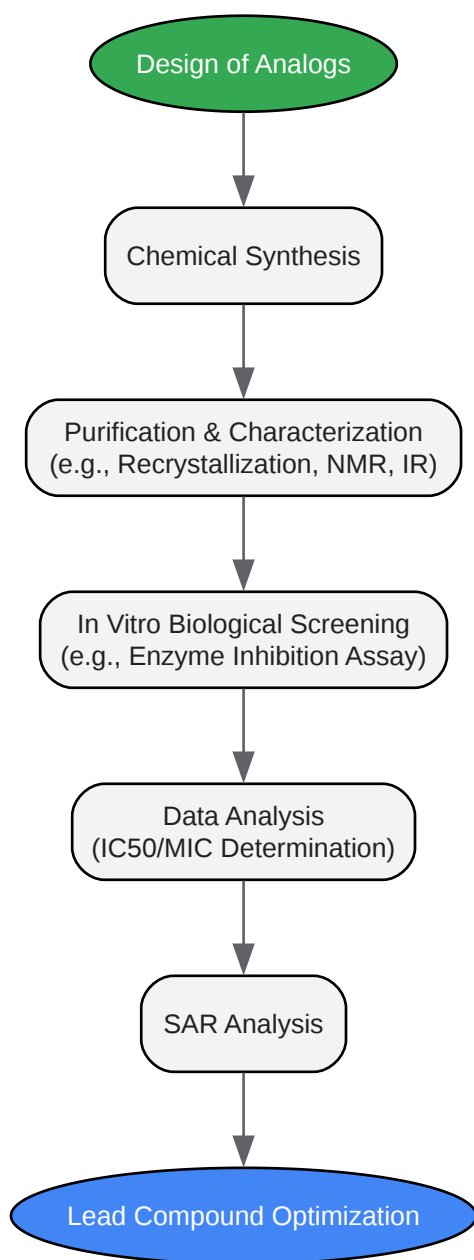 Design of Analogs
Chemical Synthesis
Purification & Characterization
(e.g., Recrystallization, NMR, IR)
In Vitro Biological Screening
(e.g., Enzyme Inhibition Assay)
Data Analysis
(IC50/MIC Determination)
SAR Analysis
Lead Compound Optimization